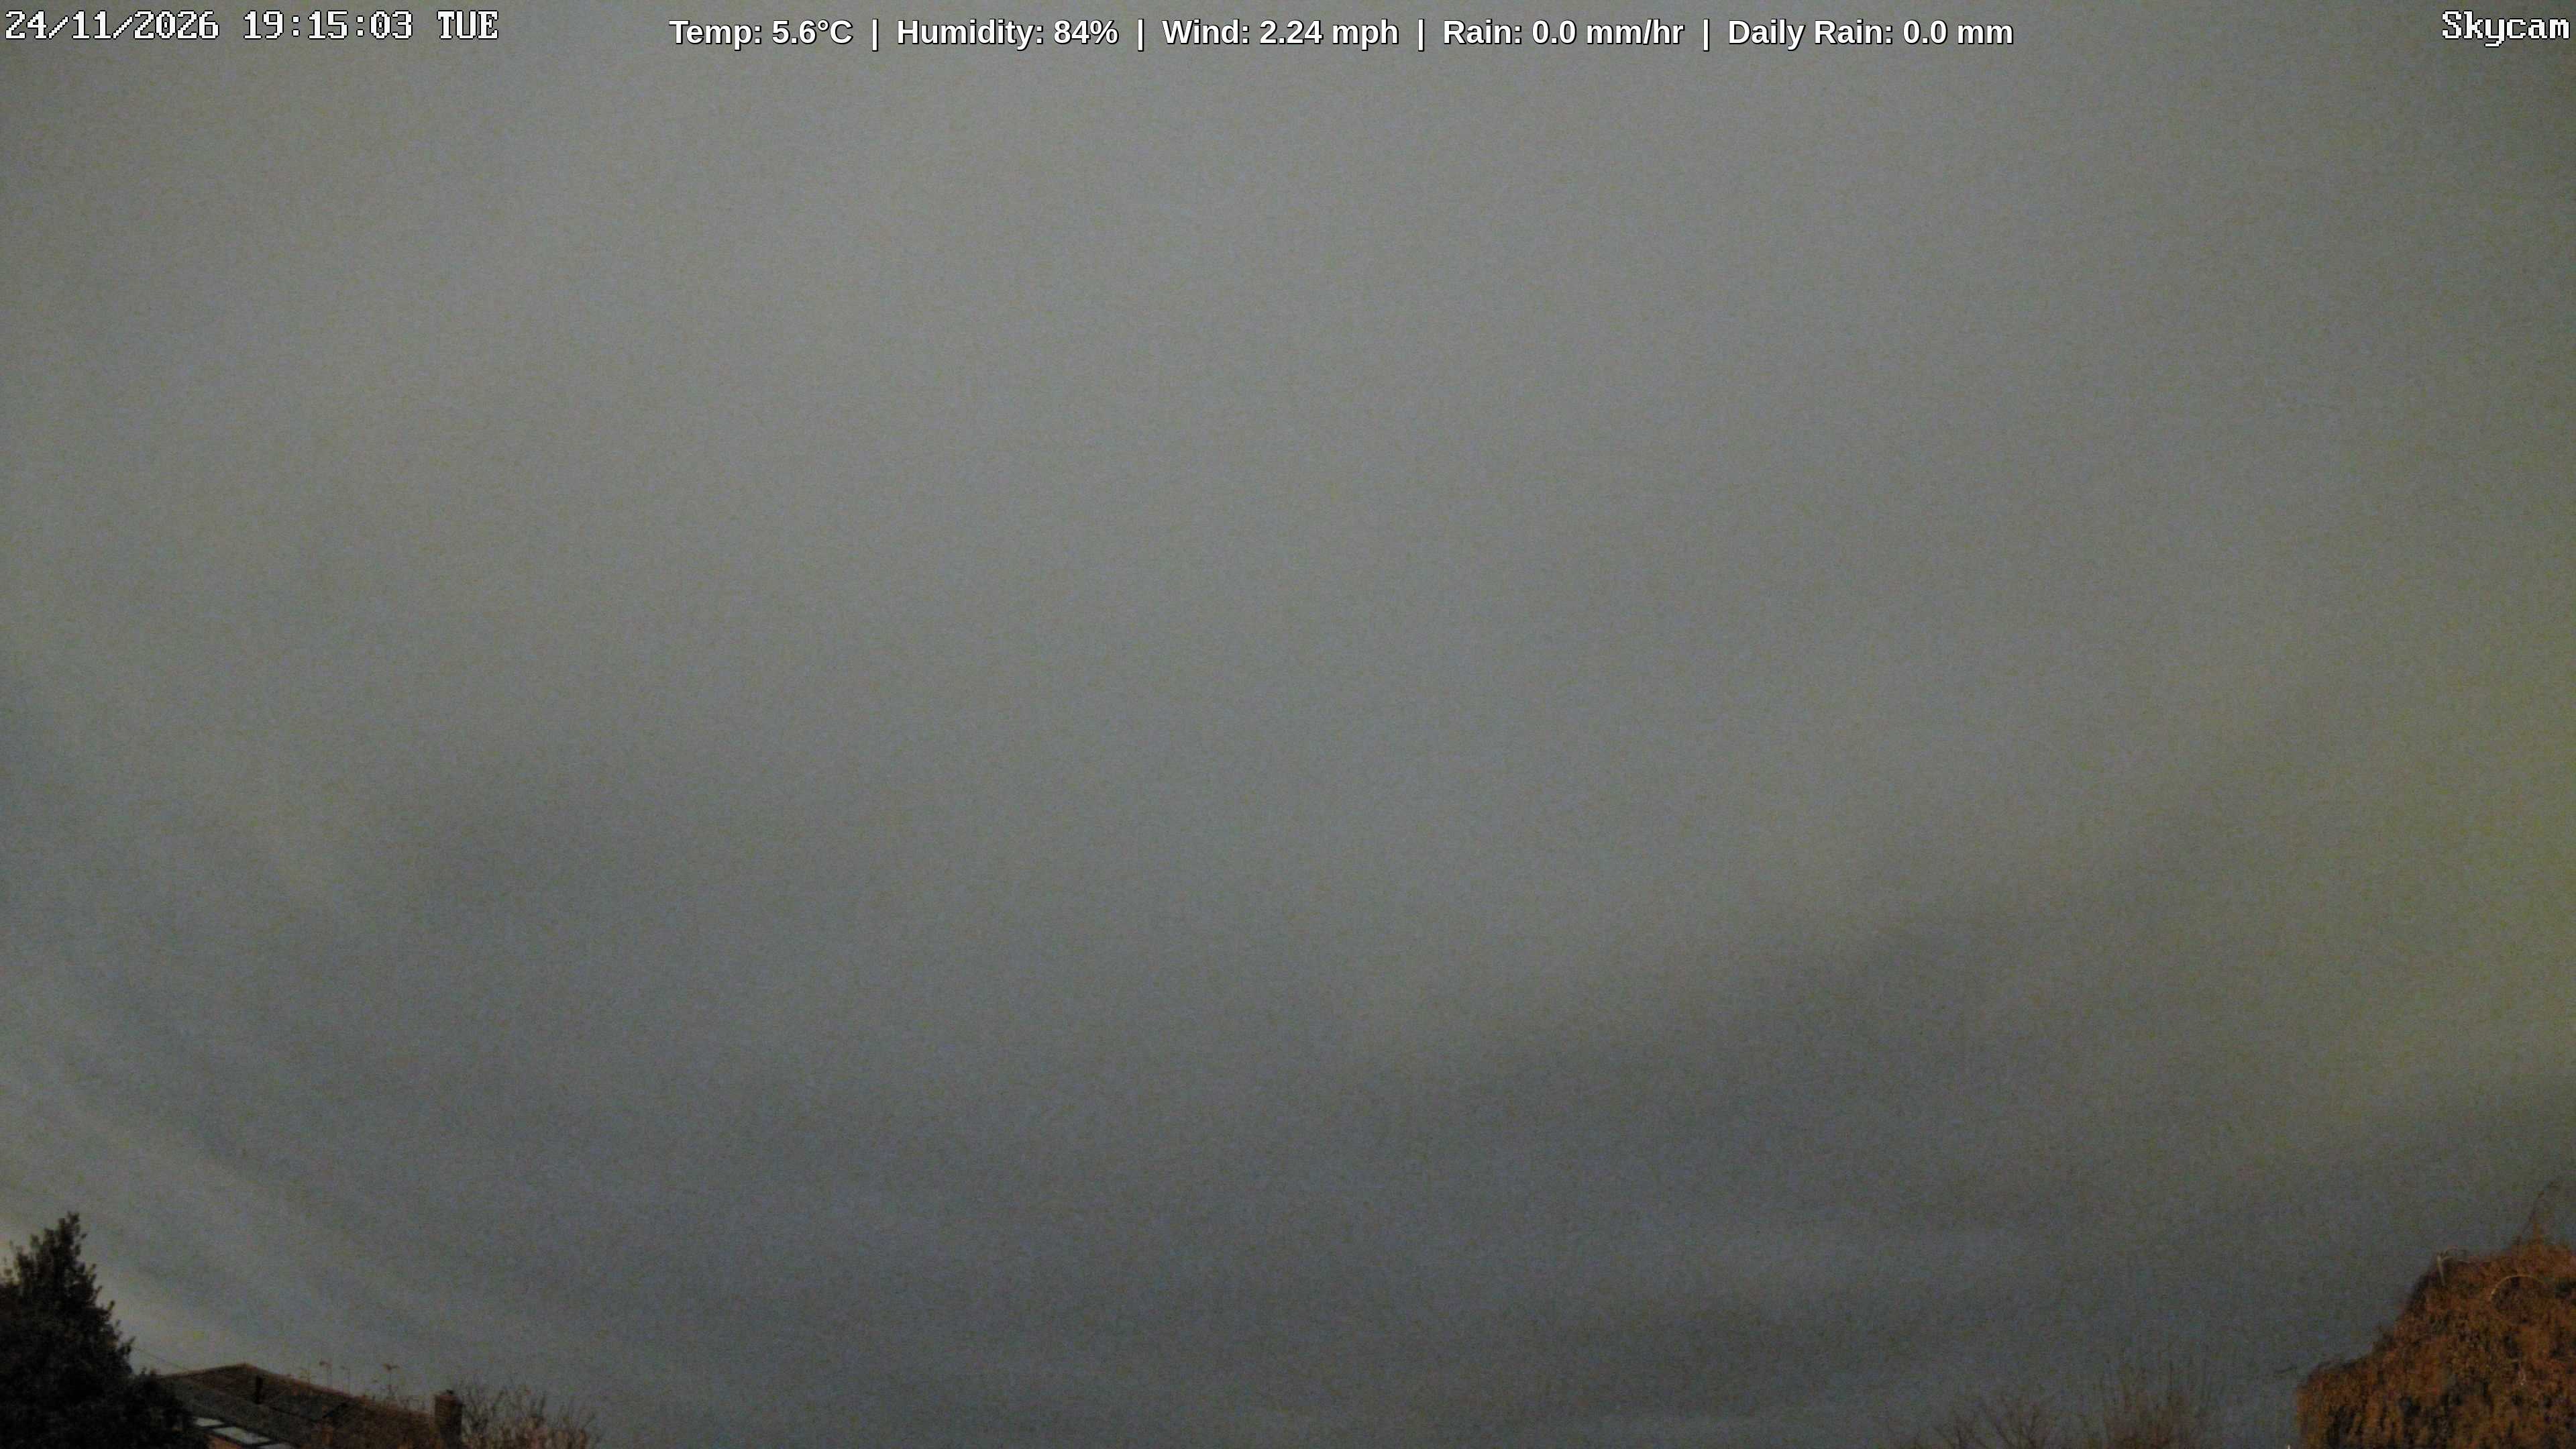 24/11/2026 19:15:03 TUE
Temp: 5.6°C | Humidity: 84% | Wind: 2.24 mph | Rain: 0.0 mm/hr | Daily Rain: 0.0 mm
Skycam